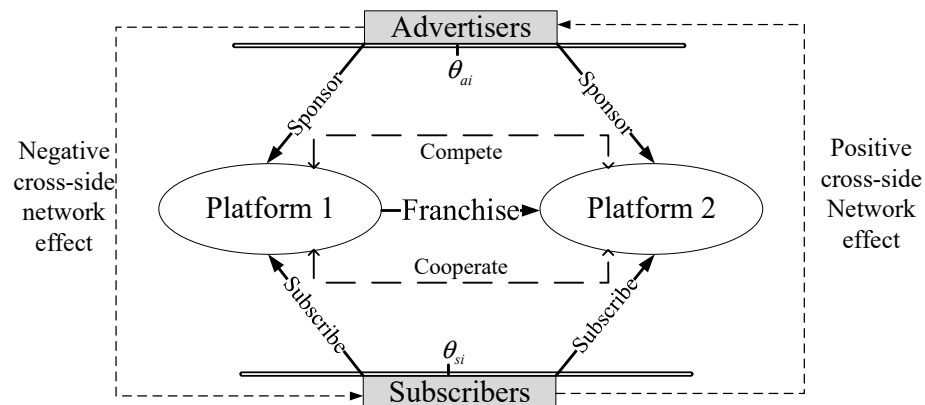 Advertisers
θai
Sponsor
Sponsor
Negative
cross-side
network
effect
Compete
Positive
cross-side
Network
effect
Platform 1
Franchise
Platform 2
Cooperate
Subscribe
Subscribe
θsi
Subscribers